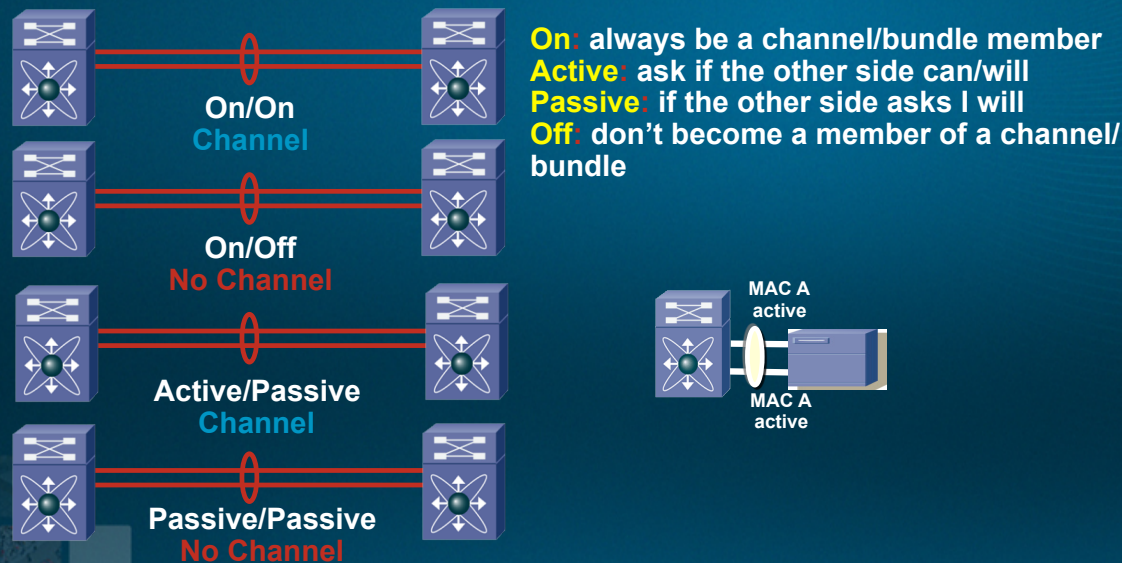 On/On
Channel
On/Off
No Channel
Active/Passive
Channel
Passive/Passive
No Channel
On: always be a channel/bundle member
Active: ask if the other side can/will
Passive: if the other side asks I will
Off: don’t become a member of a channel/
bundle
MAC A
active
MAC A
active